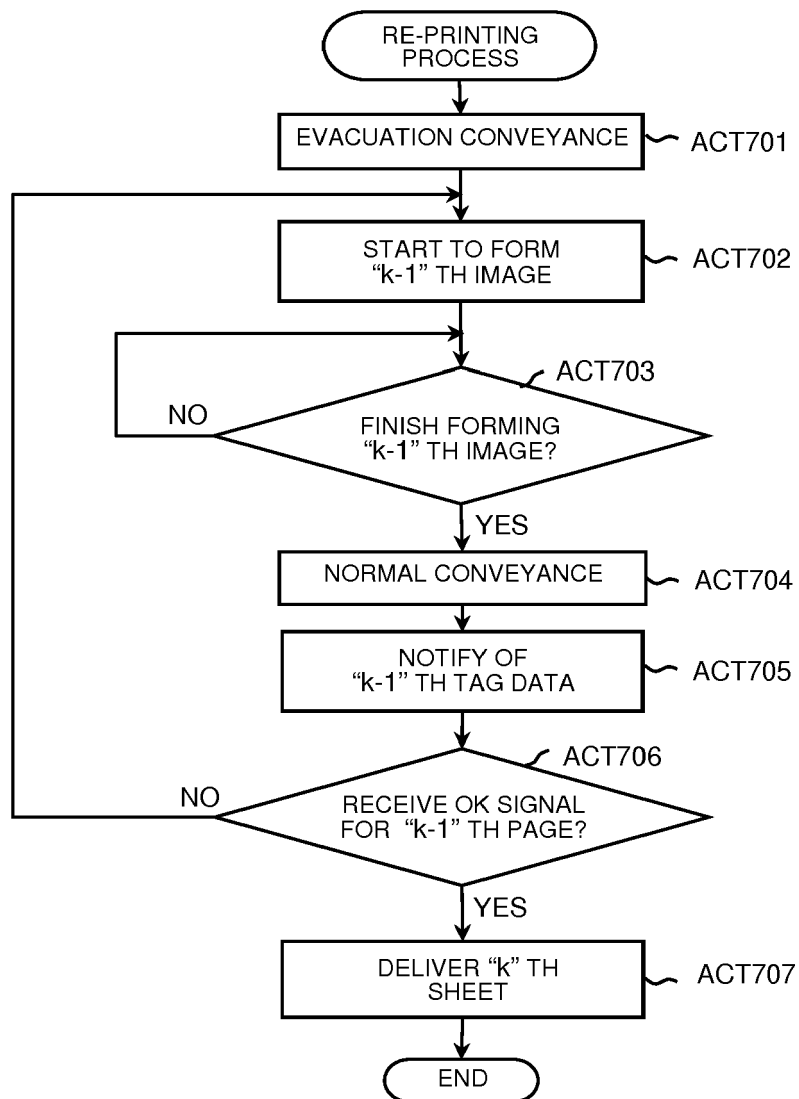 RE-PRINTING
PROCESS
EVACUATION CONVEYANCE
ACT701
START TO FORM
“k-1” TH IMAGE
ACT702
ACT703
NO
FINISH FORMING
“k-1” TH IMAGE?
YES
NORMAL CONVEYANCE
ACT704
NOTIFY OF
“k-1” TH TAG DATA
ACT705
ACT706
NO
RECEIVE OK SIGNAL
FOR “k-1” TH PAGE?
YES
DELIVER “k” TH
SHEET
ACT707
END